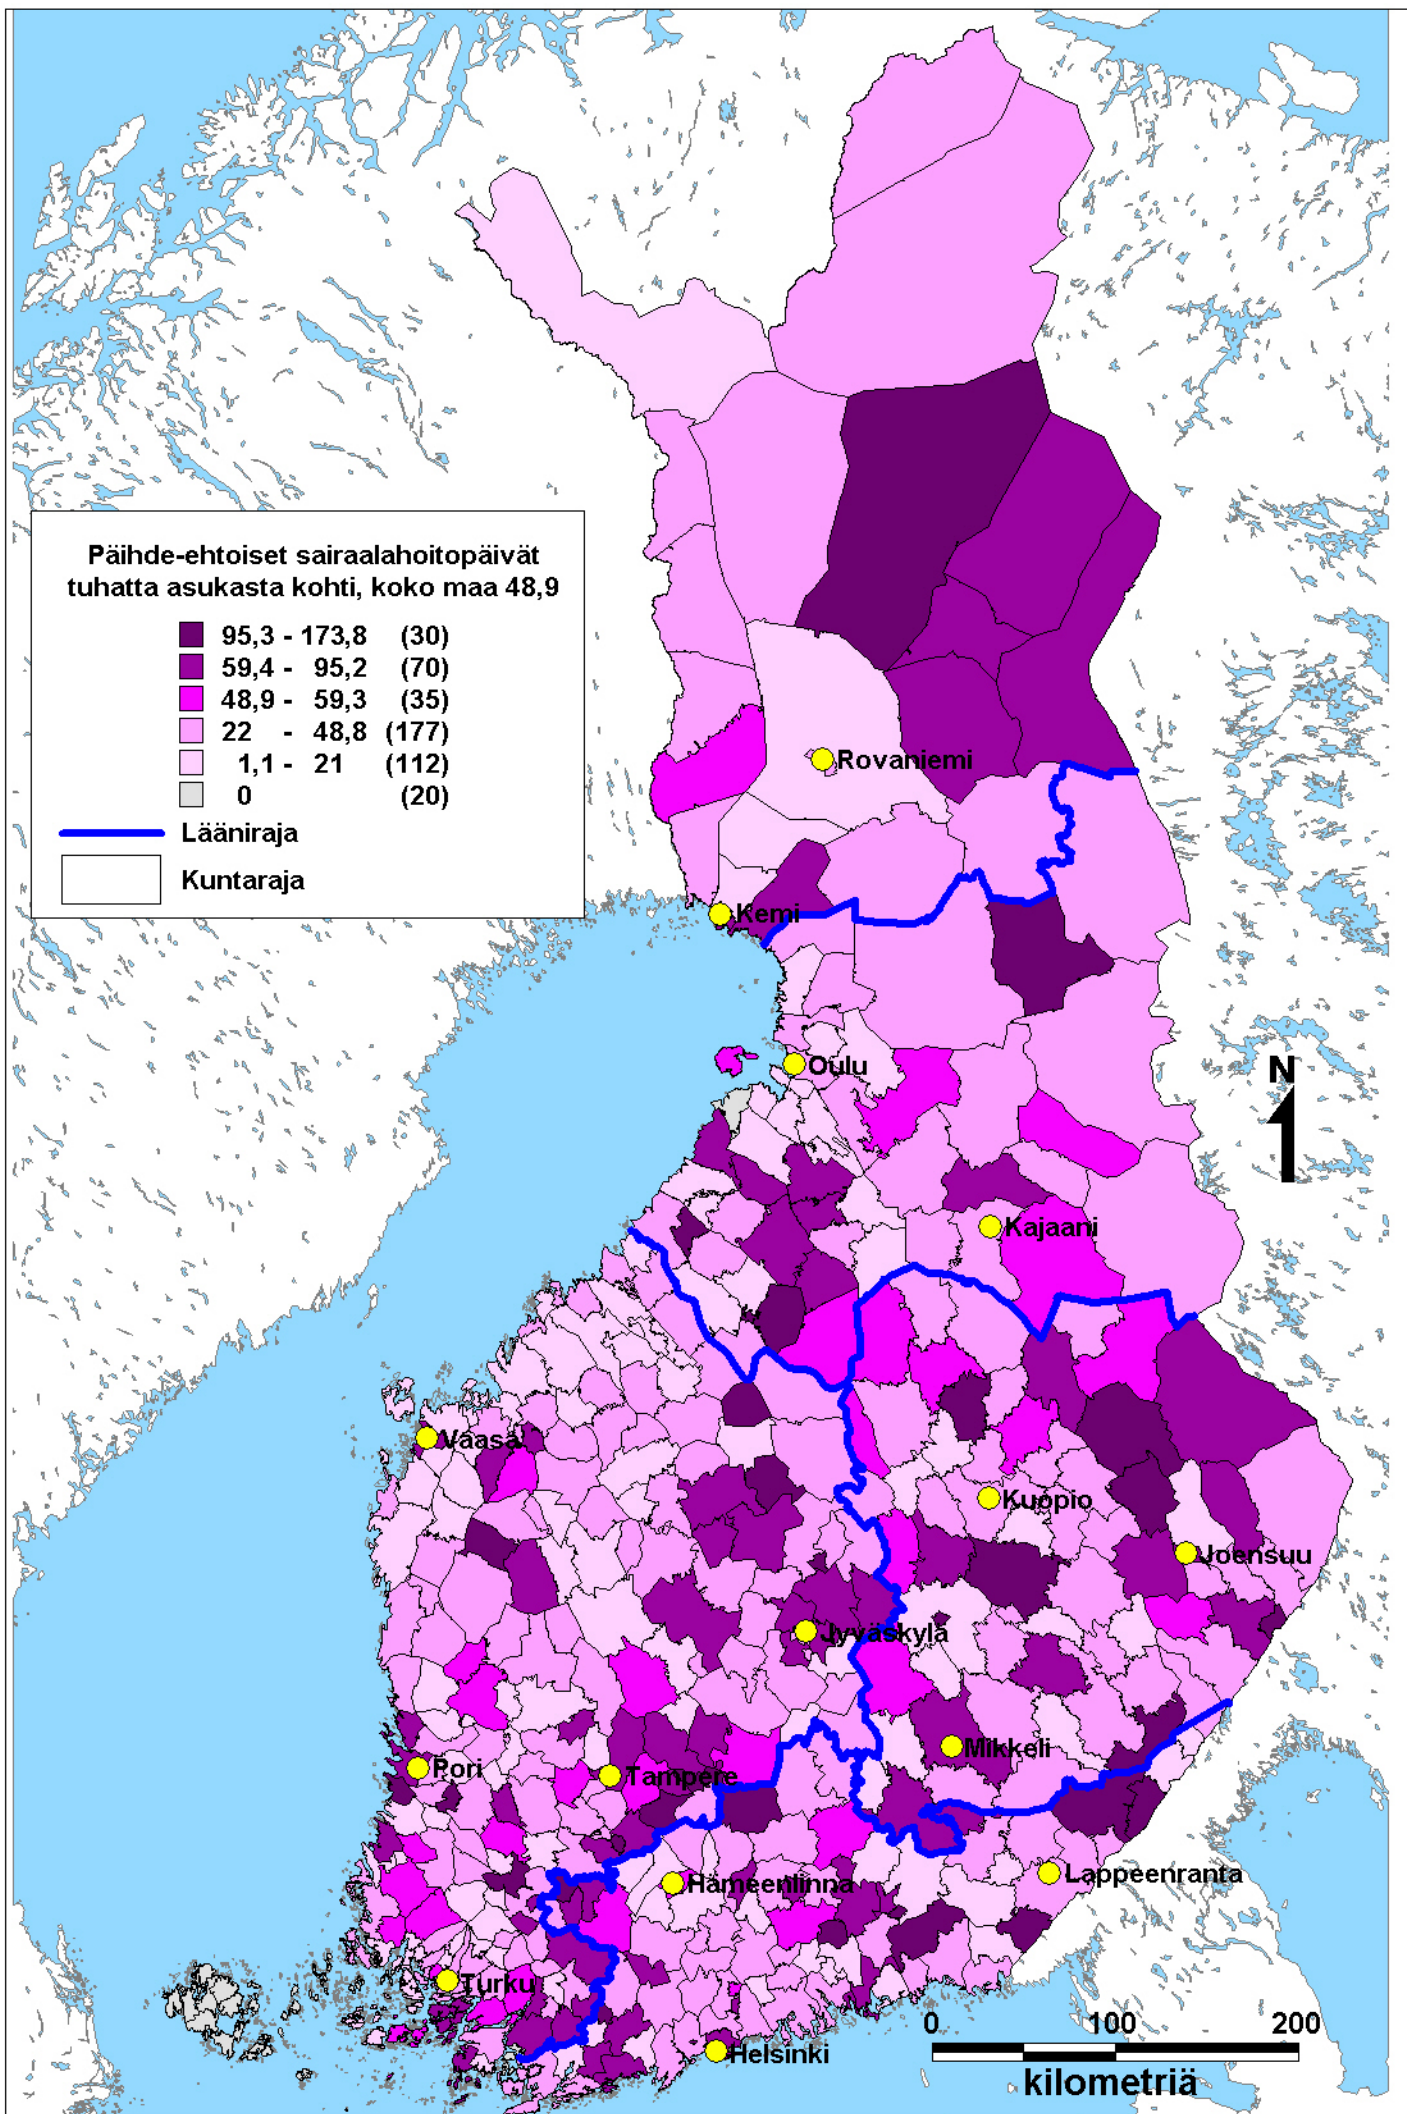 Päihde-ehtoiset sairaalahoitopäivät
tuhatta asukasta kohti, koko maa 48,9
95,3 - 173,8 (30)
59,4 - 95,2 (70)
48,9 - 59,3 (35)
22 - 48,8 (177)
1,1 - 21 (112)
0 (20)
Lääniraja
Kuntaraja
Rovaniemi
Kemi
Oulu
N
Kajaani
Vaasa
Kuopio
Joensuu
Jyväskylä
Mikkeli
Pori
Tampere
Lappeenranta
Hämeenlinna
Turku
Helsinki
0 100 200
kilometriä